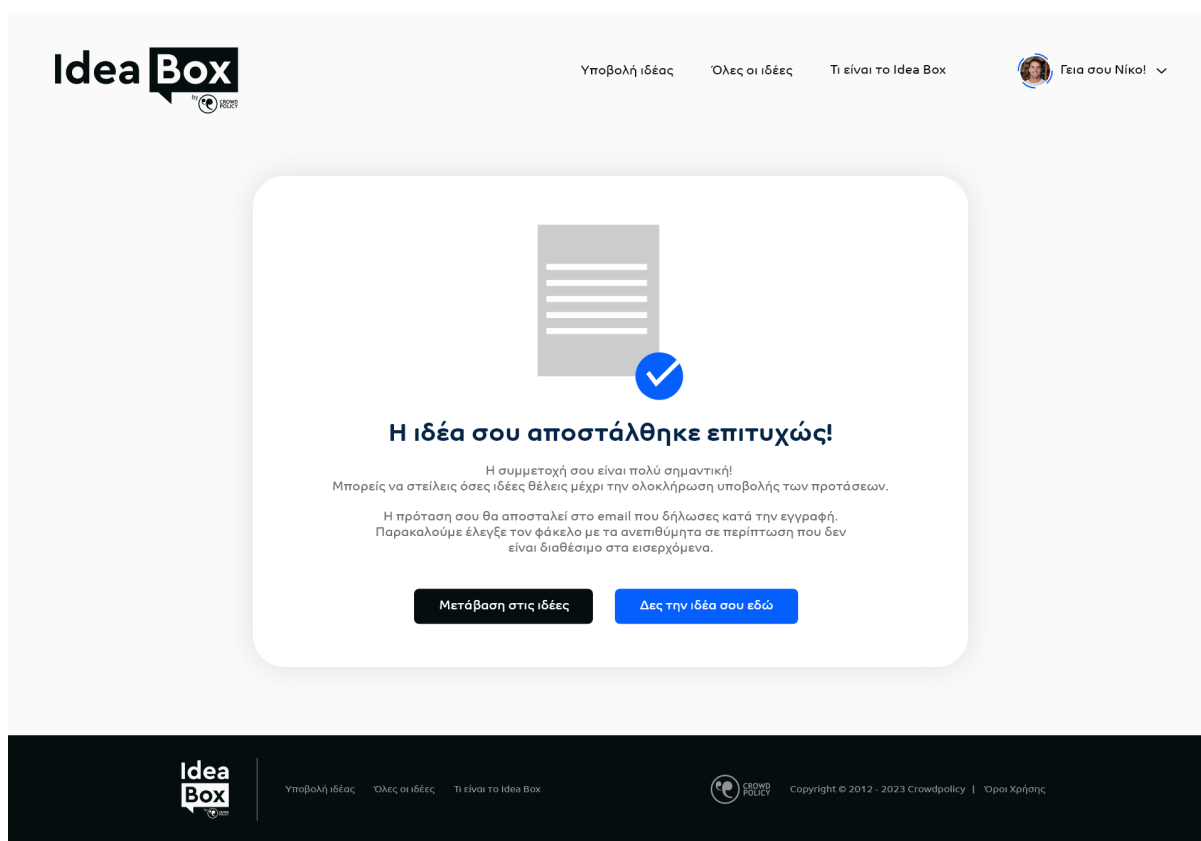 Idea Box
by CROWD POLICY
Υποβολή ιδέας
Όλες οι ιδέες
Τι είναι το Idea Box
Γεια σου Νίκο!
Η ιδέα σου αποστάλθηκε επιτυχώς!
Η συμμετοχή σου είναι πολύ σημαντική!
Μπορείς να στείλεις όσες ιδέες θέλεις μέχρι την ολοκλήρωση υποβολής των προτάσεων.
Η πρόταση σου θα αποσταλεί στο email που δήλωσες κατά την εγγραφή.
Παρακαλούμε έλεγξε τον φάκελο με τα ανεπιθύμητα σε περίπτωση που δεν
είναι διαθέσιμο στα εισερχόμενα.
Μετάβαση στις ιδέες
Δες την ιδέα σου εδώ
Idea
Box
Υποβολή ιδέας
Όλες οι ιδέες
Τι είναι το Idea Box
CROWD
POLICY
Copyright © 2012 - 2023 Crowdpolicy | Όροι Χρήσης